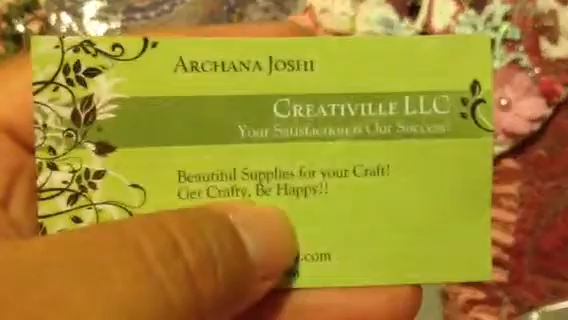 ARCHANA JOSHI
CREATIVILLE LLC
Your Satisfaction is Our Success!
Beautiful Supplies for your Craft!
Get Crafty, Be Happy!!
.com